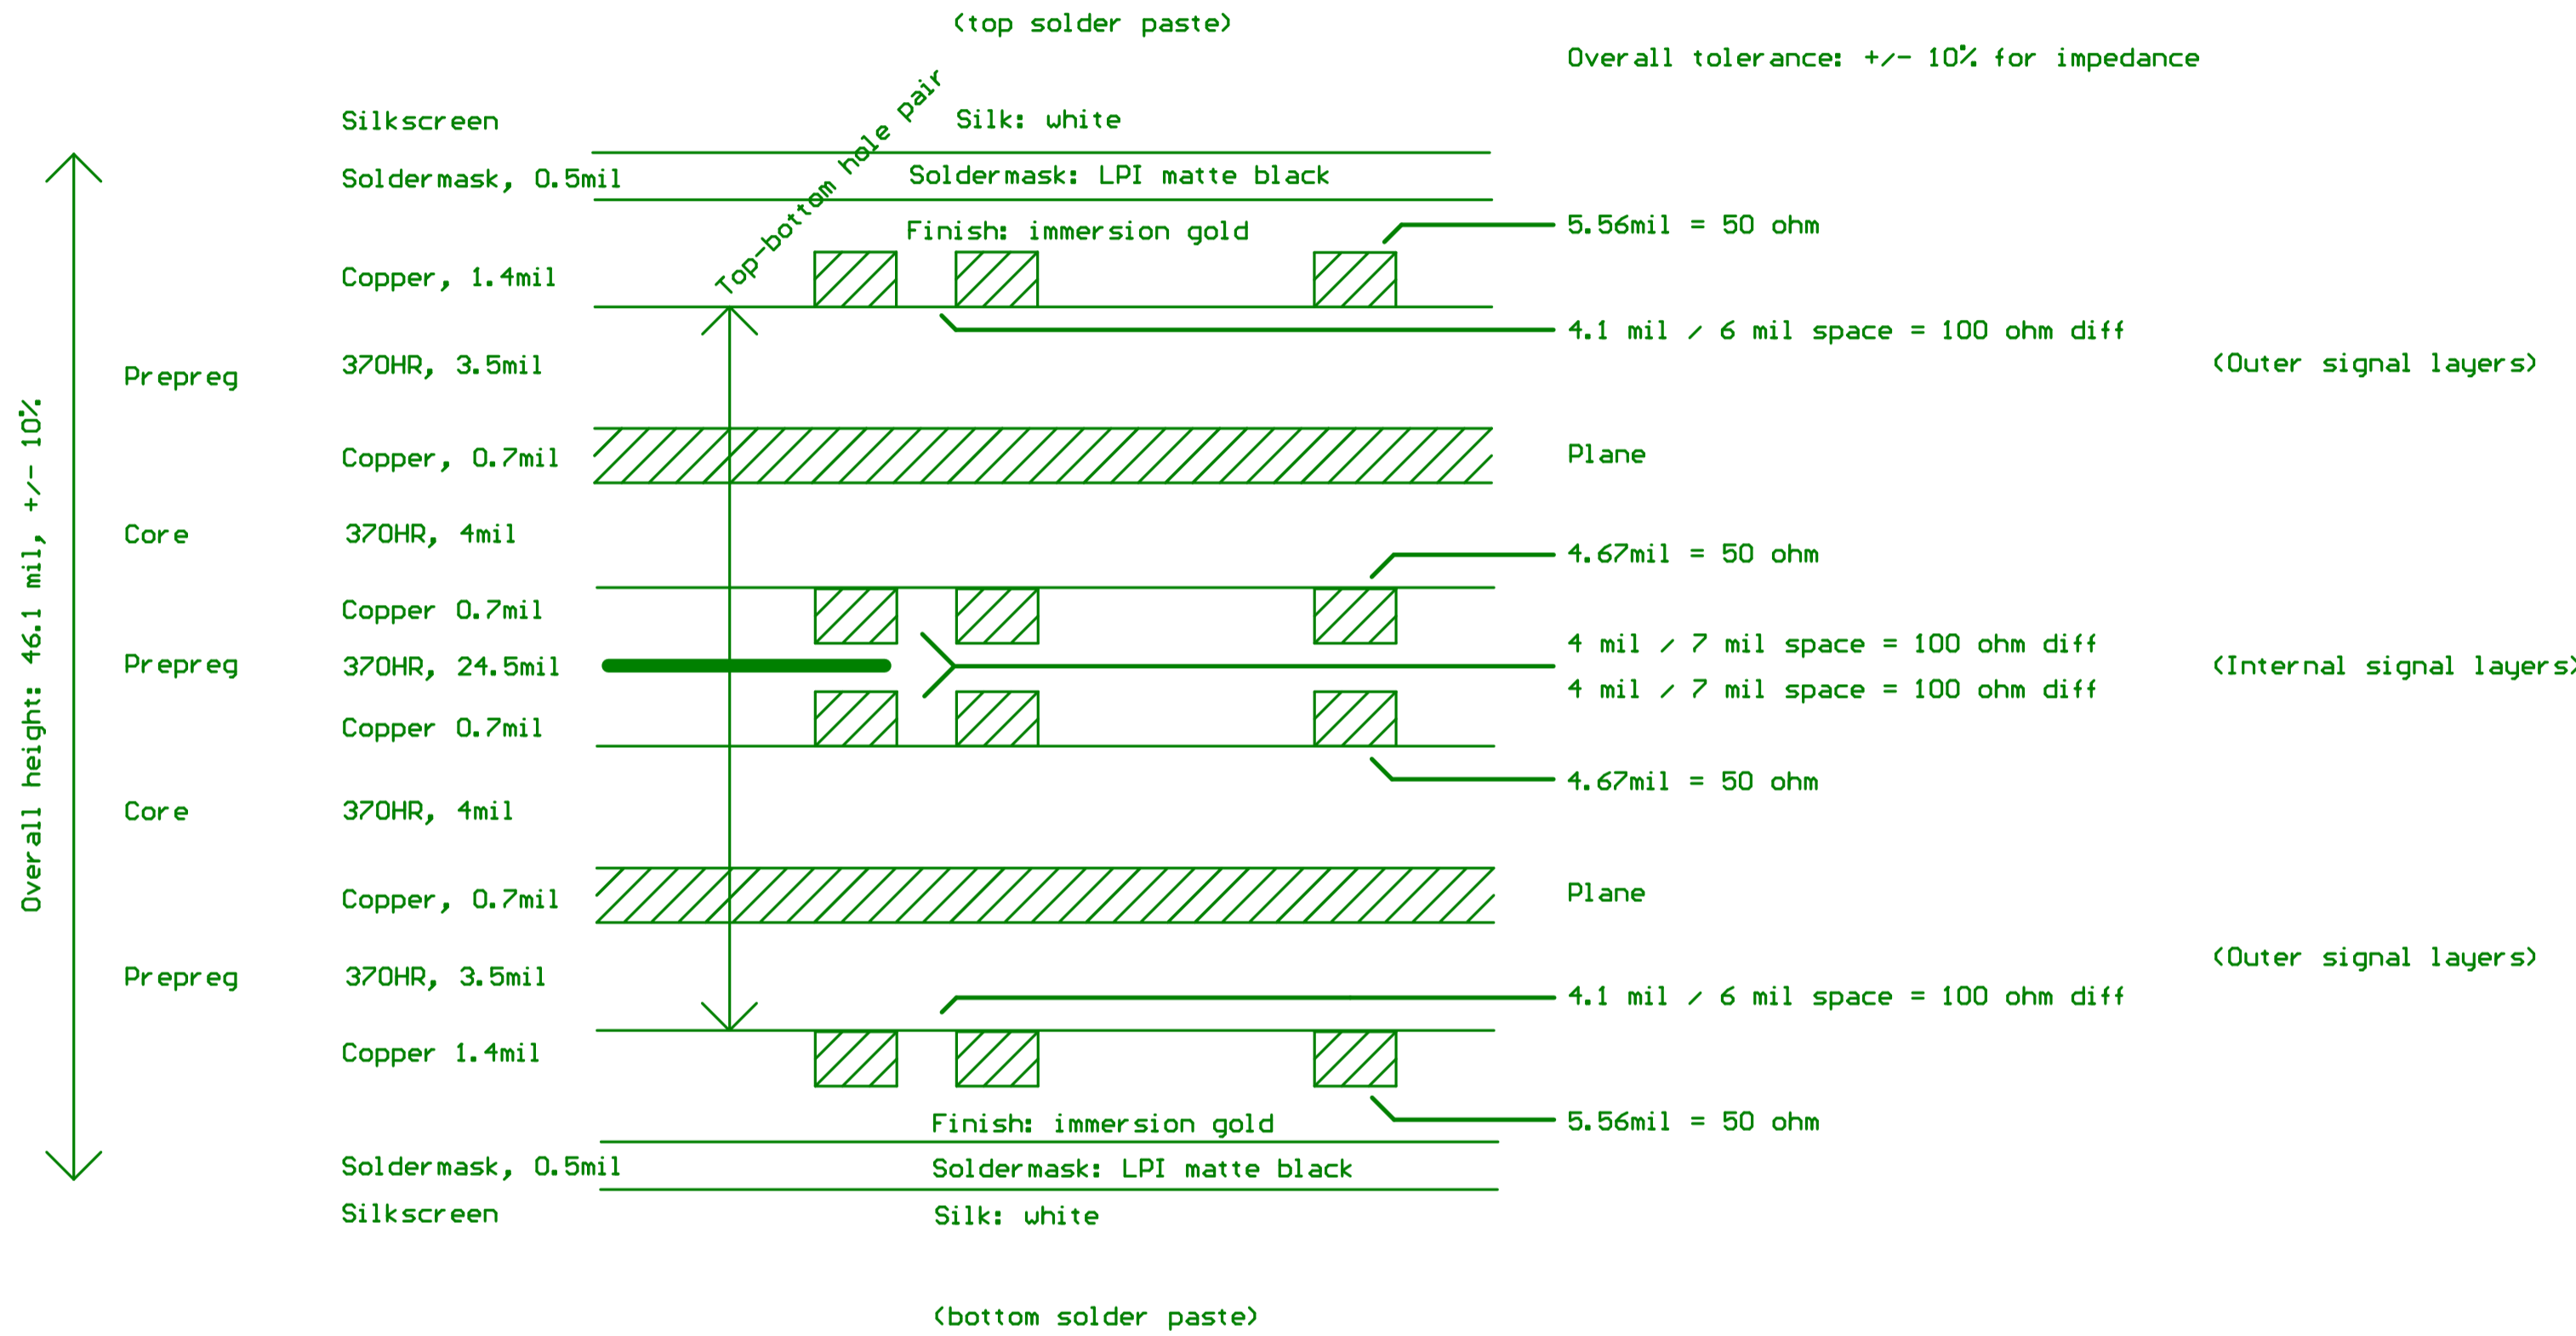 (top solder paste)
Overall tolerance: +/- 10% for impedance
Silkscreen
Silk: white
Soldermask, 0.5mil
Soldermask: LPI matte black
Top-bottom hole pair
Finish: immersion gold
5.56mil = 50 ohm
Copper, 1.4mil
4.1 mil / 6 mil space = 100 ohm diff
Prepreg
370HR, 3.5mil
(Outer signal layers)
Copper, 0.7mil
Plane
Core
370HR, 4mil
4.67mil = 50 ohm
Copper 0.7mil
4 mil / 7 mil space = 100 ohm diff
Prepreg
370HR, 24.5mil
(Internal signal layers)
4 mil / 7 mil space = 100 ohm diff
Copper 0.7mil
4.67mil = 50 ohm
Core
370HR, 4mil
Overall height: 46.1 mil, +/- 10%
Copper, 0.7mil
Plane
Prepreg
370HR, 3.5mil
(Outer signal layers)
4.1 mil / 6 mil space = 100 ohm diff
Copper 1.4mil
Finish: immersion gold
5.56mil = 50 ohm
Soldermask, 0.5mil
Soldermask: LPI matte black
Silkscreen
Silk: white
(bottom solder paste)